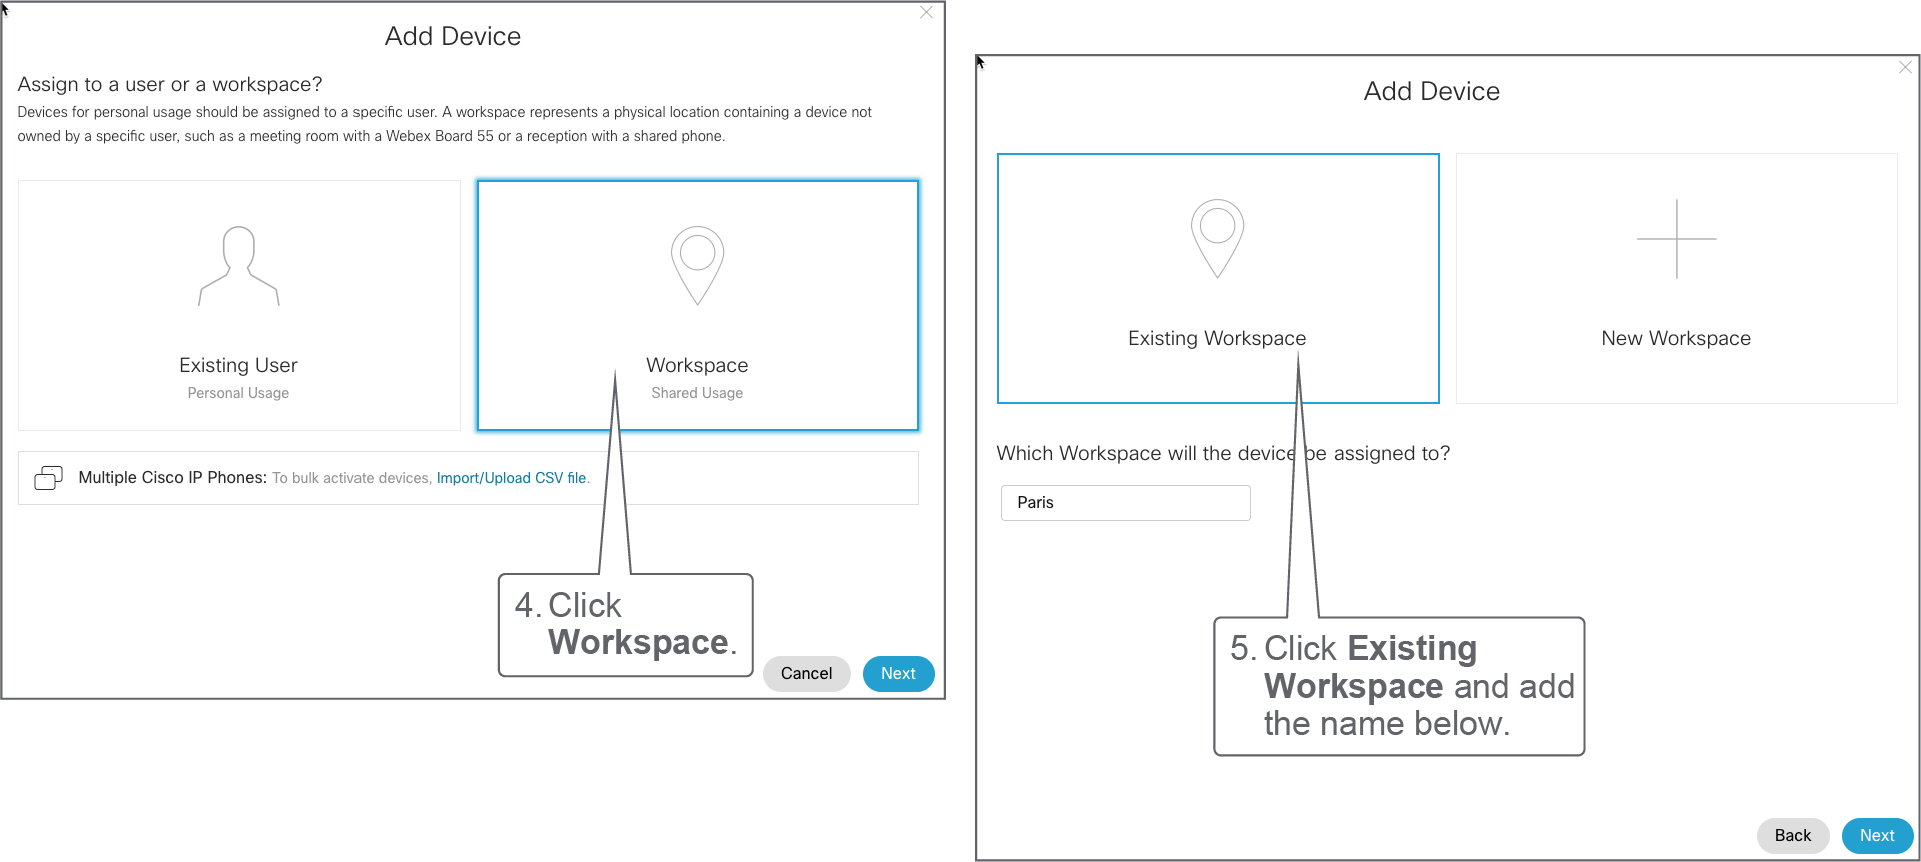 Add Device
Assign to a user or a workspace?
Devices for personal usage should be assigned to a specific user. A workspace represents a physical location containing a device not
owned by a specific user, such as a meeting room with a Webex Board 55 or a reception with a shared phone.
Existing User
Personal Usage
Workspace
Shared Usage
Multiple Cisco IP Phones: To bulk activate devices, Import/Upload CSV file.
4. Click
Workspace.
Cancel
Next
Add Device
Existing Workspace
New Workspace
Which Workspace will the device be assigned to?
Paris
5. Click Existing
Workspace and add
the name below.
Back
Next